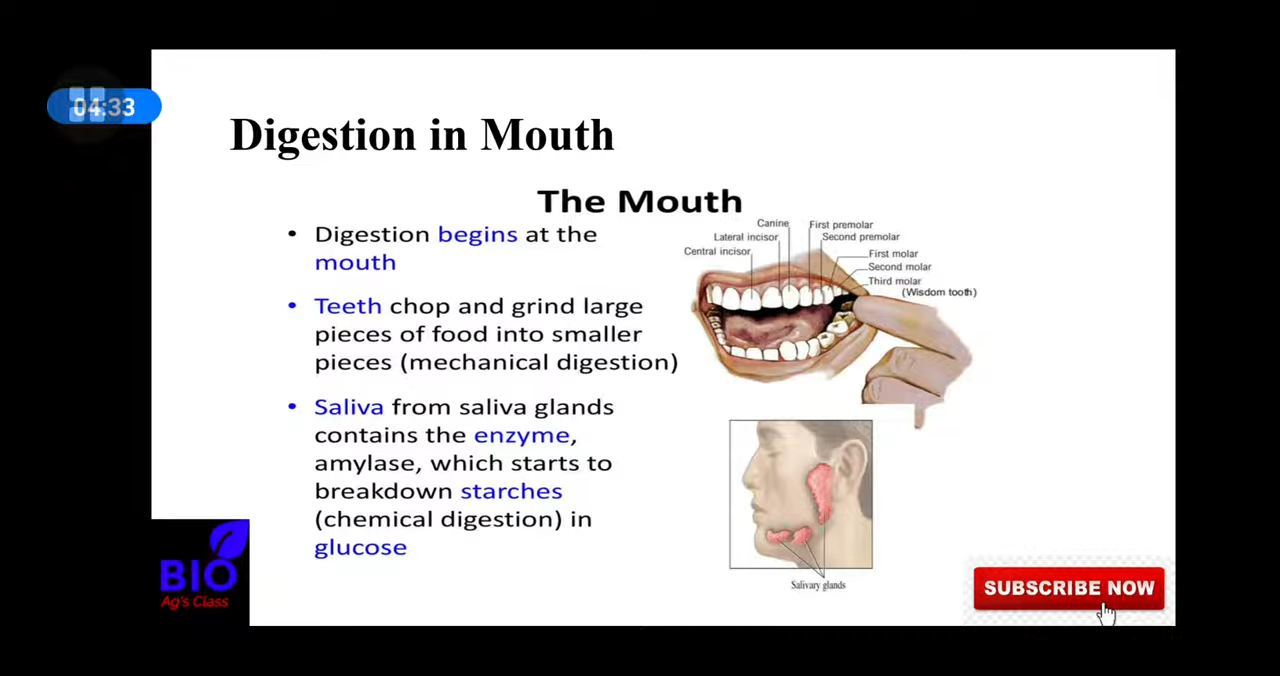 04:33
Digestion in Mouth
The Mouth
• Digestion begins at the
mouth
• Teeth chop and grind large
pieces of food into smaller
pieces (mechanical digestion)
• Saliva from saliva glands
contains the enzyme,
amylase, which starts to
breakdown starches
(chemical digestion) in
glucose
Canine
First premolar
Lateral incisor
Second premolar
Central incisor
First molar
Second molar
Third molar
(Wisdom tooth)
Salivary glands
BIO
Ag's Class
SUBSCRIBE NOW